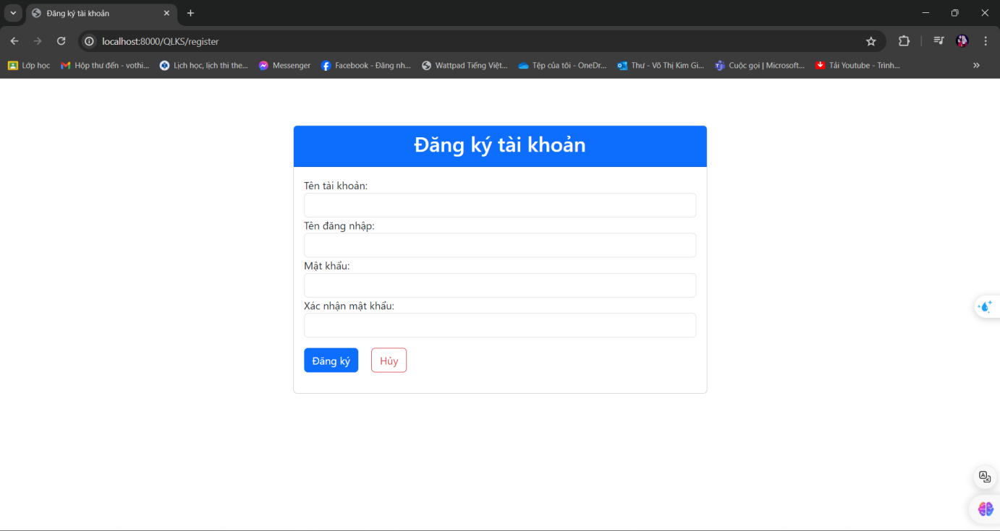 Đăng ký tài khoản
localhost:8000/QLKS/register
Lớp học Hộp thư đến - vothi... Lịch học, lịch thi the... Messenger Facebook - Đăng nh... Wattpad Tiếng Việt... Tệp của tôi - OneDr... Thư - Võ Thị Kim Gi... Cuộc gọi | Microsoft... Tải Youtube - Trình...
Đăng ký tài khoản
Tên tài khoản:
Tên đăng nhập:
Mật khẩu:
Xác nhận mật khẩu:
Đăng ký Hủy